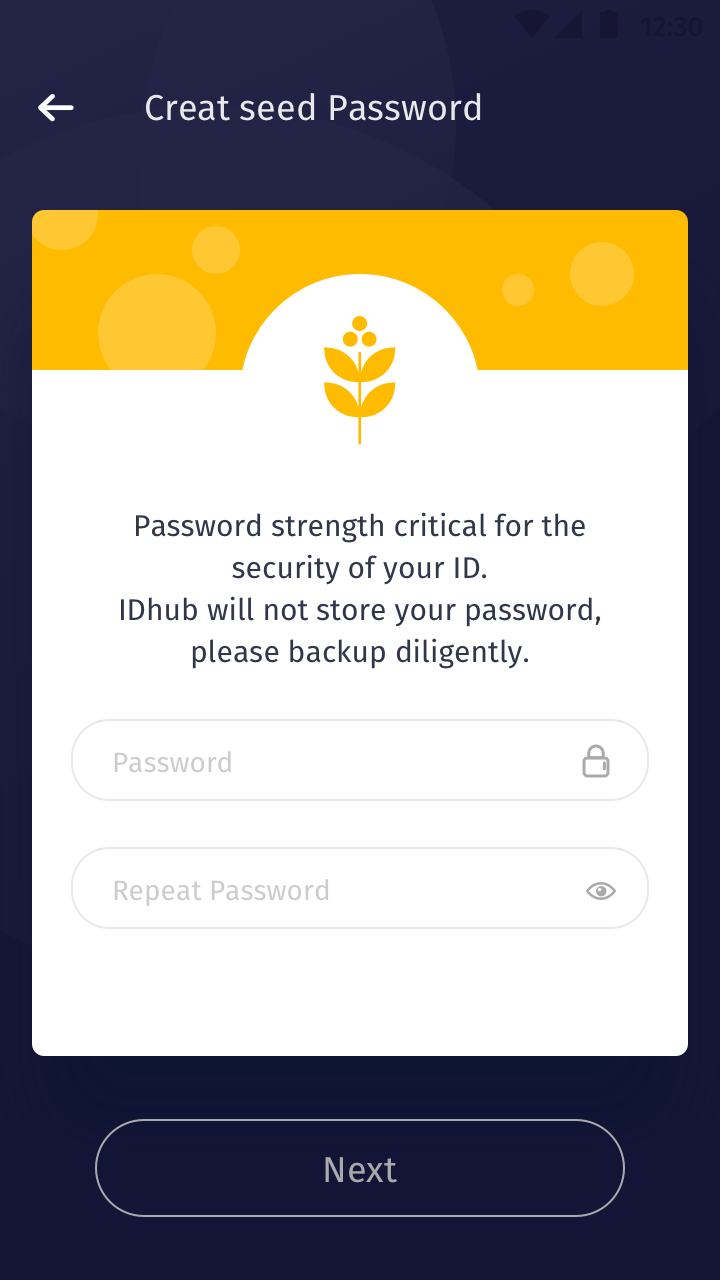 12:30
Creat seed Password
Password strength critical for the
security of your ID.
IDhub will not store your password,
please backup diligently.
Password
Repeat Password
Next